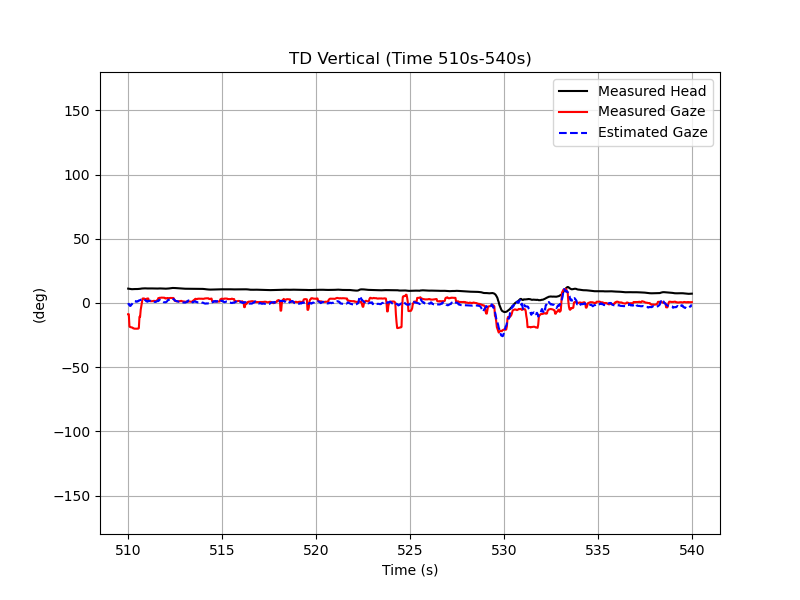 TD Vertical (Time 510s-540s)
Measured Head
Measured Gaze
Estimated Gaze
150
100
50
0
−50
−100
−150
(deg)
510 515 520 525 530 535 540
Time (s)